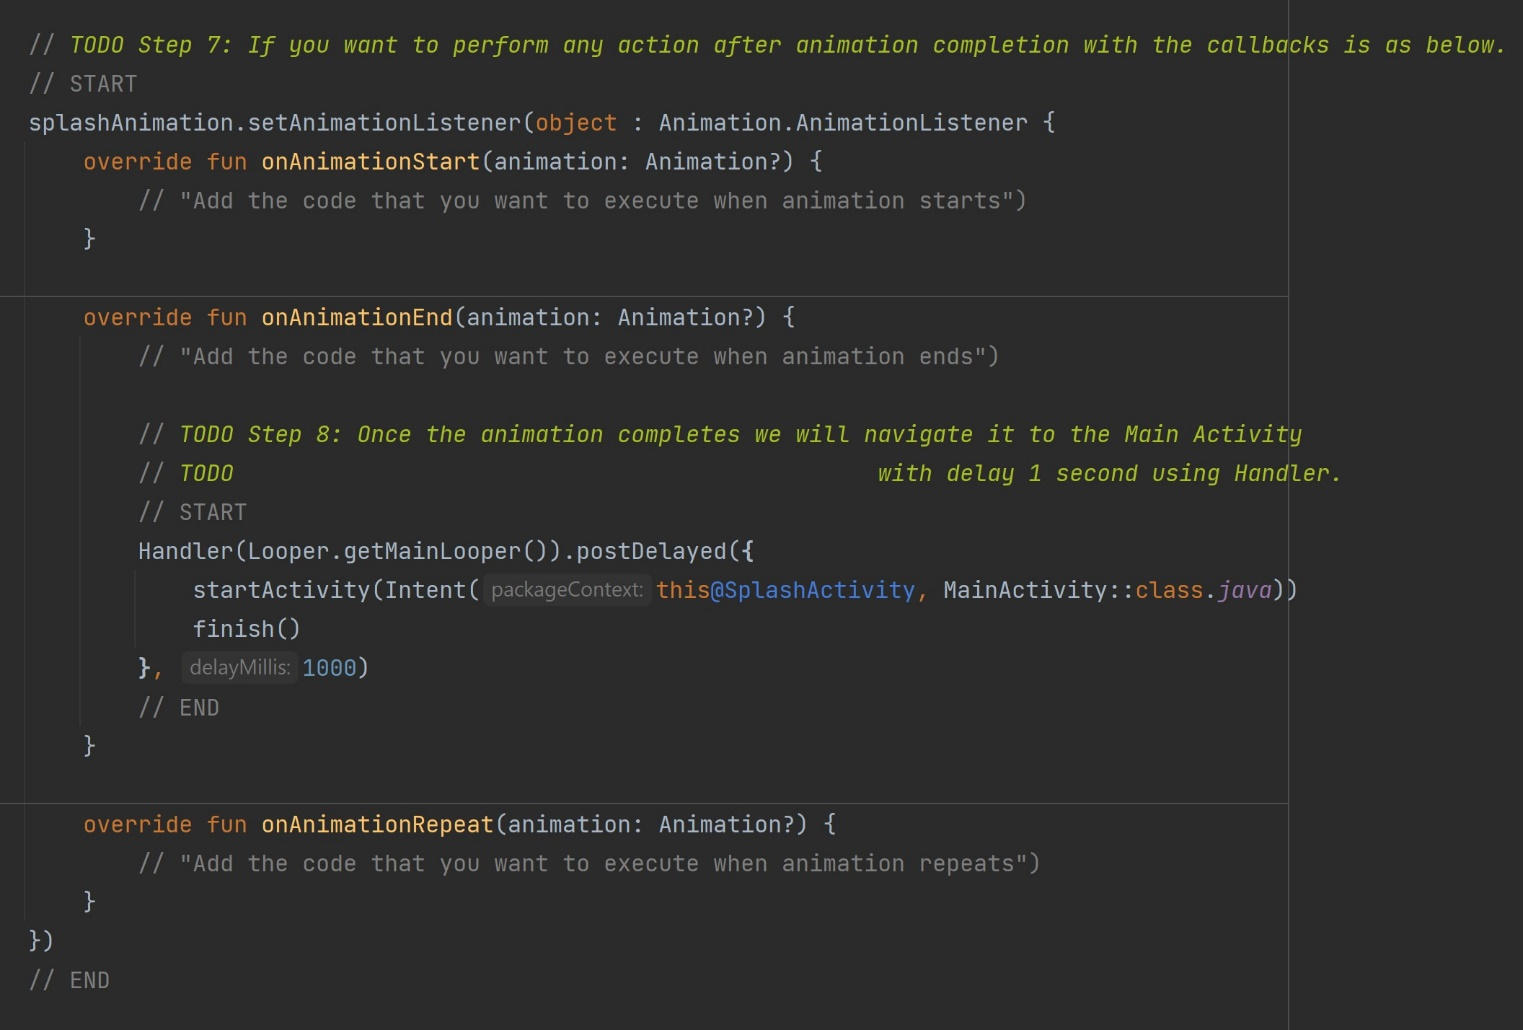 // TODO Step 7: If you want to perform any action after animation completion with the callbacks is as below.
// START
splashAnimation.setAnimationListener(object : Animation.AnimationListener {
override fun onAnimationStart(animation: Animation?) {
// "Add the code that you want to execute when animation starts")
}
override fun onAnimationEnd(animation: Animation?) {
// "Add the code that you want to execute when animation ends")
// TODO Step 8: Once the animation completes we will navigate it to the Main Activity
// TODO with delay 1 second using Handler.
// START
Handler(Looper.getMainLooper()).postDelayed({
startActivity(Intent( packageContext: this@SplashActivity, MainActivity::class.java))
finish()
}, delayMillis: 1000)
// END
}
override fun onAnimationRepeat(animation: Animation?) {
// "Add the code that you want to execute when animation repeats")
}
})
// END